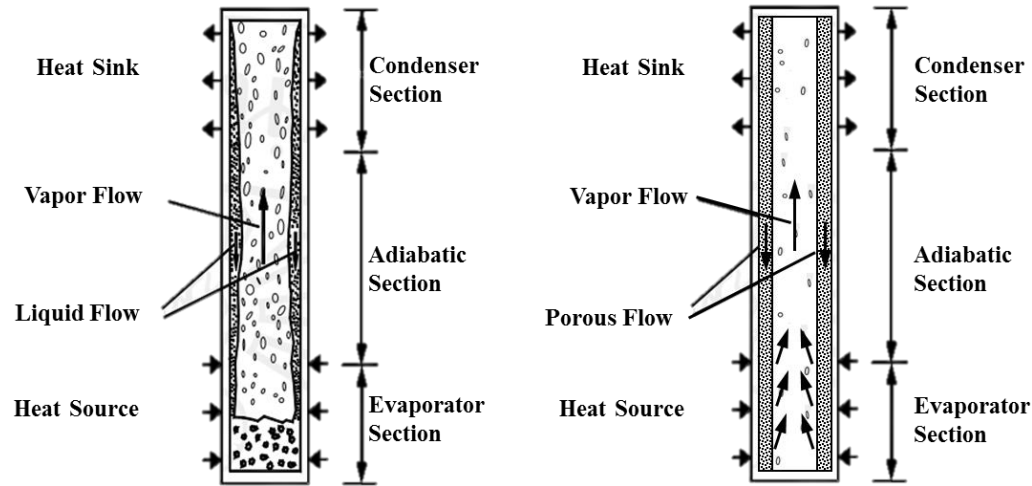 Heat Sink
Condenser
Section
Vapor Flow
Adiabatic
Section
Liquid Flow
Heat Source
Evaporator
Section
Heat Sink
Condenser
Section
Vapor Flow
Adiabatic
Section
Porous Flow
Heat Source
Evaporator
Section